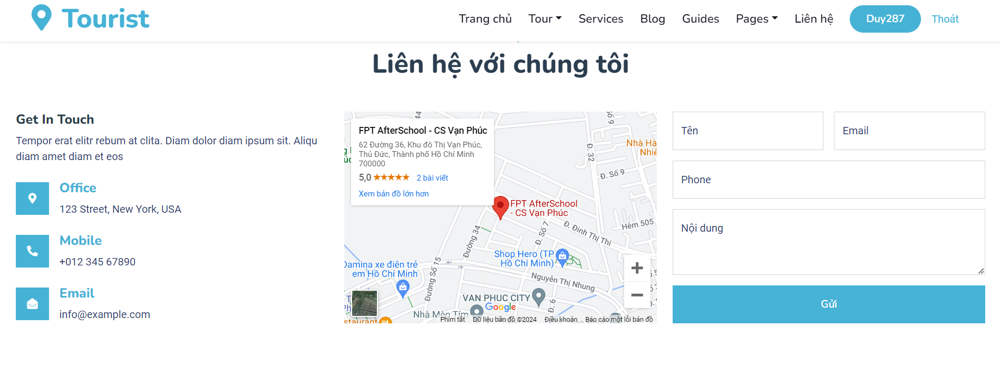 Tourist
Trang chủ
Tour
Services
Blog
Guides
Pages
Liên hệ
Duy287
Thoát
Liên hệ với chúng tôi
Get In Touch
Tempor erat elitr rebum at clita. Diam dolor diam ipsum sit. Aliqu
diam amet diam et eos
Office
123 Street, New York, USA
Mobile
+012 345 67890
Email
info@example.com
FPT AfterSchool - CS Vạn Phúc
62 Đường 36, Khu đô Thị Vạn Phúc,
Thủ Đức, Thành phố Hồ Chí Minh
700000
5,0
2 bài viết
Xem bản đồ lớn hơn
44
Số 9
Nhà Hà
Nhiê
Đ. 32
Đ. Số 9
FPT AfterSchool
- CS Vạn Phúc
Hẻm 505
Đ. Đinh Thị Thi
Đ. Số 7
Đường 34
Shop Hero (TP
Hồ Chí Minh)
Damina xe điện trẻ
em Hồ Chí Minh
Đường Số 15
Nguyễn Thị Nhung
VAN PHUC CITY
Đ. 6
Google
Nhà Mèo Tím
staurant
Phím tắt
Dữ liệu bản đồ ©2024
Điều khoản
Báo cáo một lỗi bản đồ
Tên
Email
Phone
Nội dung
Gửi